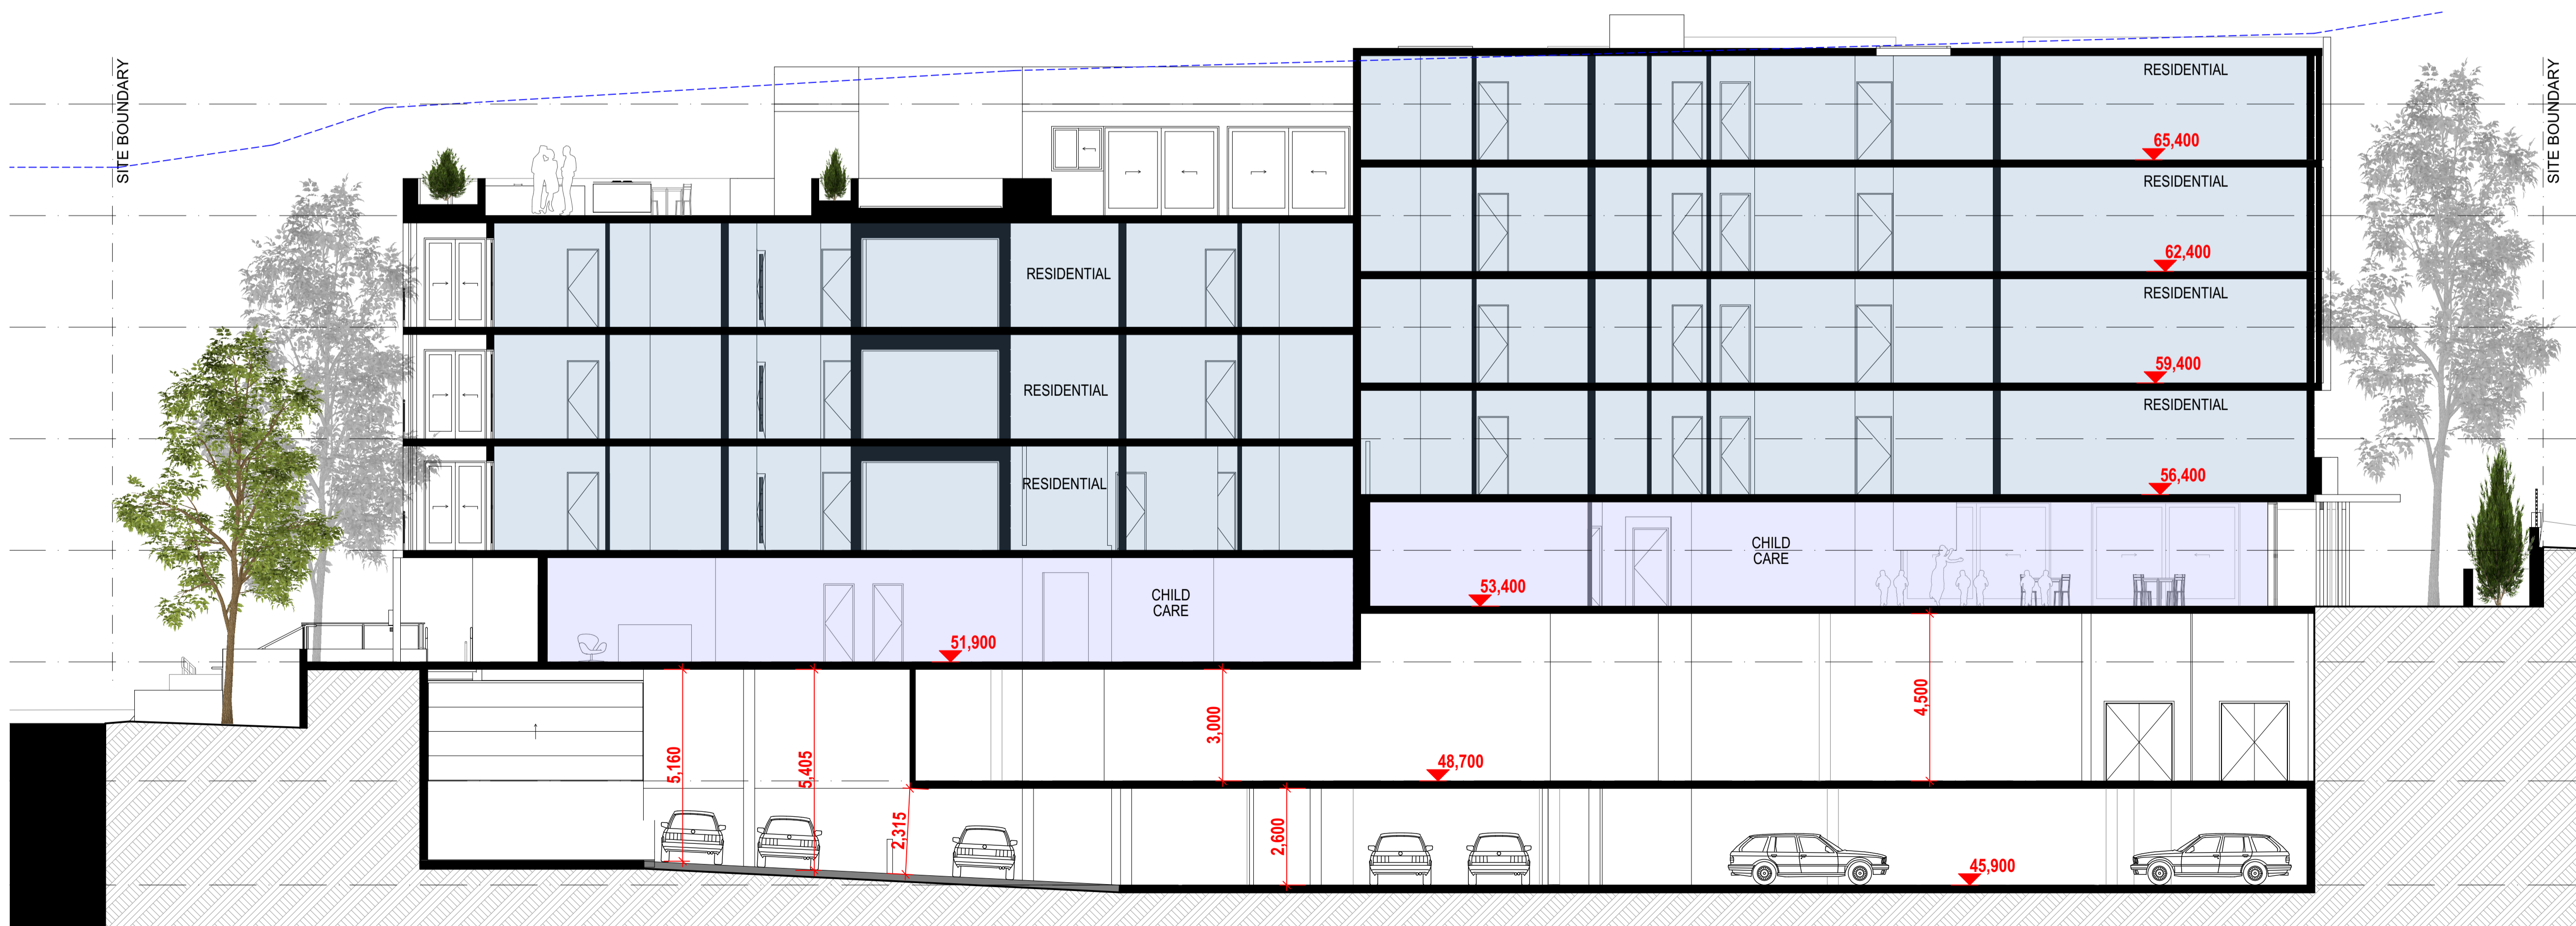 SITE BOUNDARY
SITE BOUNDARY
RESIDENTIAL
65,400
RESIDENTIAL
62,400
RESIDENTIAL
RESIDENTIAL
59,400
RESIDENTIAL
RESIDENTIAL
56,400
RESIDENTIAL
CHILD
CARE
53,400
CHILD
CARE
51,900
5,160
5,405
3,000
4,500
48,700
2,315
2,600
45,900